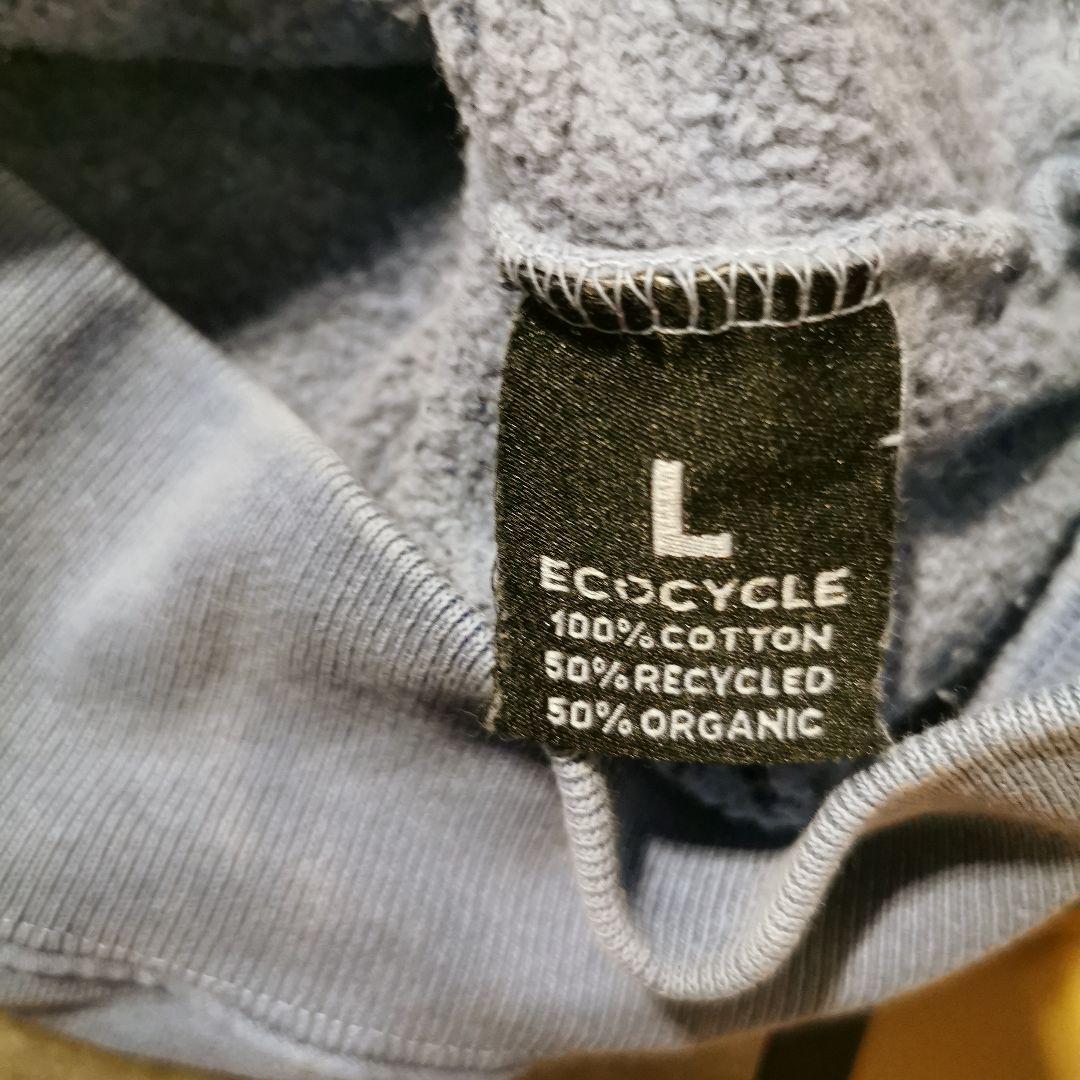 L
ECOCYCLE
100% COTTON
50% RECYCLED
50% ORGANIC